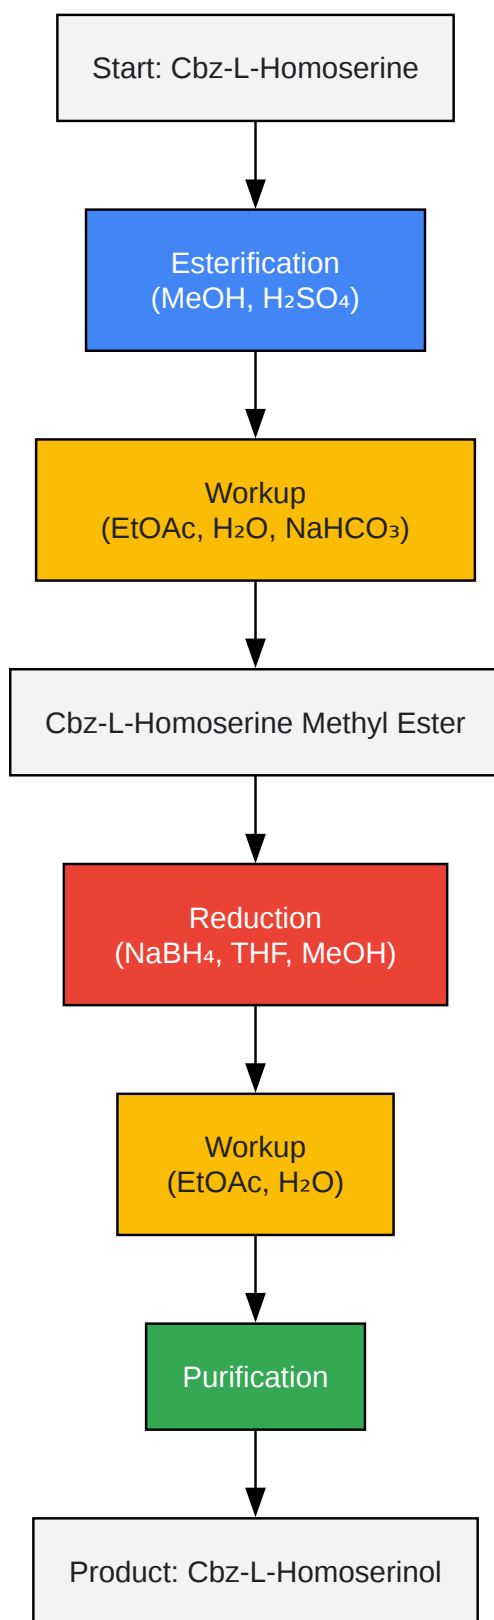 Start: Cbz-L-Homoserine
Esterification
(MeOH, H₂SO₄)
Workup
(EtOAc, H₂O, NaHCO₃)
Cbz-L-Homoserine Methyl Ester
Reduction
(NaBH₄, THF, MeOH)
Workup
(EtOAc, H₂O)
Purification
Product: Cbz-L-Homoserinol